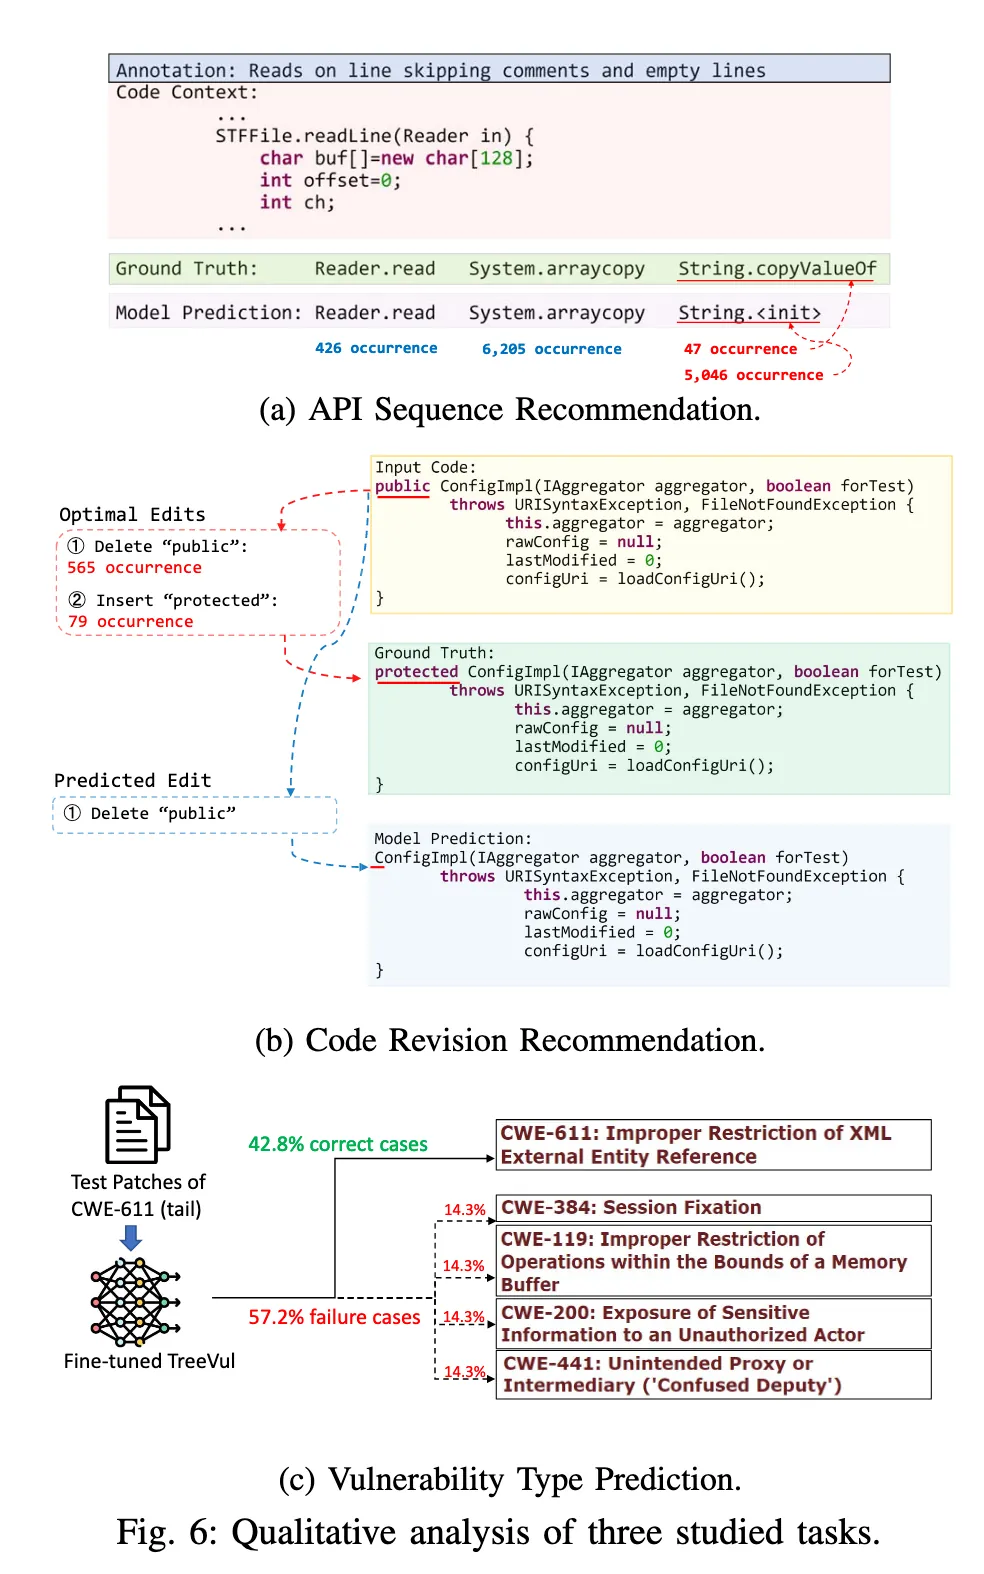 Annotation: Reads on line skipping comments and empty lines
Code Context:
...
STFFile.readLine(Reader in) {
char buf[]=new char[128];
int offset=0;
int ch;
...
Ground Truth: Reader.read System.arraycopy String.copyValueOf
Model Prediction: Reader.read System.arraycopy String.<init>
426 occurrence 6,205 occurrence 47 occurrence
5,046 occurrence
(a) API Sequence Recommendation.
Input Code:
public ConfigImpl(IAggregator aggregator, boolean forTest)
throws URISyntaxException, FileNotFoundException {
this.aggregator = aggregator;
rawConfig = null;
lastModified = 0;
configUri = loadConfigUri();
}
Optimal Edits
① Delete “public”:
565 occurrence
② Insert “protected”:
79 occurrence
Ground Truth:
protected ConfigImpl(IAggregator aggregator, boolean forTest)
throws URISyntaxException, FileNotFoundException {
this.aggregator = aggregator;
rawConfig = null;
lastModified = 0;
configUri = loadConfigUri();
}
Predicted Edit
① Delete “public”
Model Prediction:
ConfigImpl(IAggregator aggregator, boolean forTest)
throws URISyntaxException, FileNotFoundException {
this.aggregator = aggregator;
rawConfig = null;
lastModified = 0;
configUri = loadConfigUri();
}
(b) Code Revision Recommendation.
Test Patches of
CWE-611 (tail)
Fine-tuned TreeVul
42.8% correct cases
57.2% failure cases
CWE-611: Improper Restriction of XML
External Entity Reference
14.3%
CWE-384: Session Fixation
14.3%
CWE-119: Improper Restriction of
Operations within the Bounds of a Memory
Buffer
14.3%
CWE-200: Exposure of Sensitive
Information to an Unauthorized Actor
14.3%
CWE-441: Unintended Proxy or
Intermediary ('Confused Deputy')
(c) Vulnerability Type Prediction.
Fig. 6: Qualitative analysis of three studied tasks.